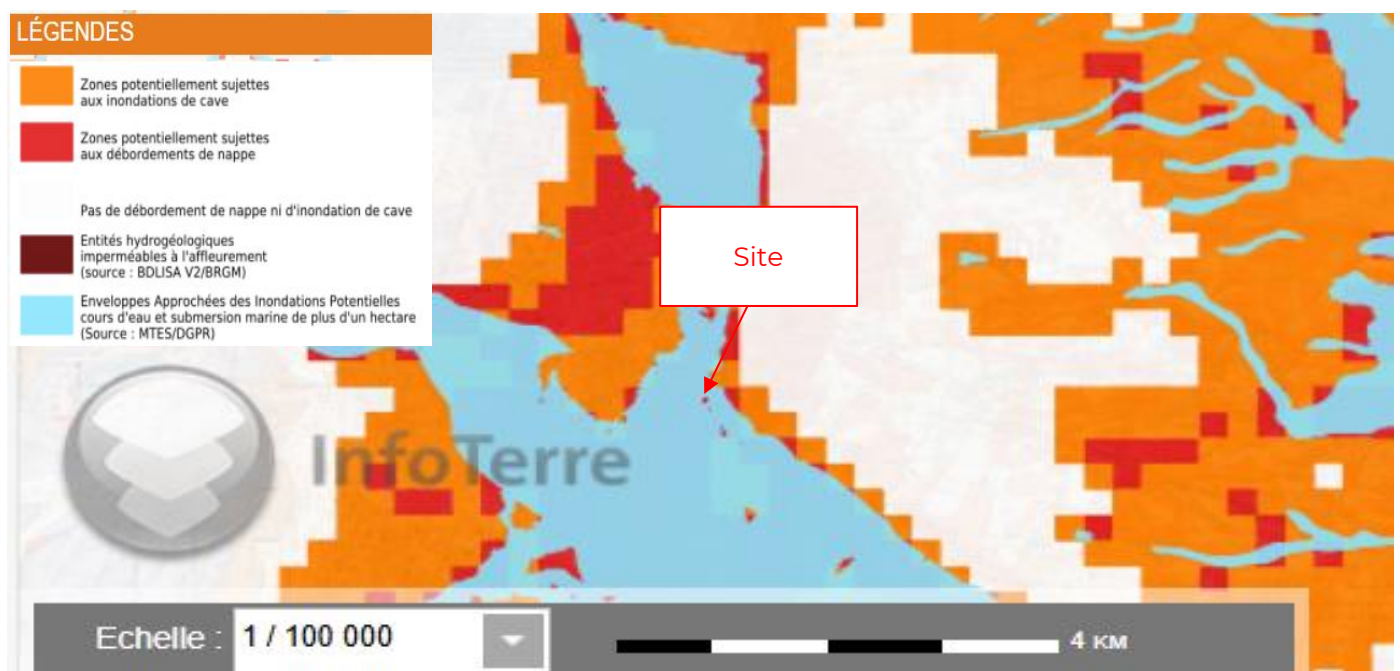 LÉGENDES
Zones potentiellement sujettes
aux inondations de cave
Zones potentiellement sujettes
aux débordements de nappe
Pas de débordement de nappe ni d'inondation de cave
Entités hydrogéologiques
imperméables à l'affleurement
(source : BDLISA V2/BRGM)
Enveloppes Approchées des Inondations Potentielles
cours d'eau et submersion marine de plus d'un hectare
(Source : MTES/DGPR)
Site
InfoTerre
Echelle : 1 / 100 000
4 KM